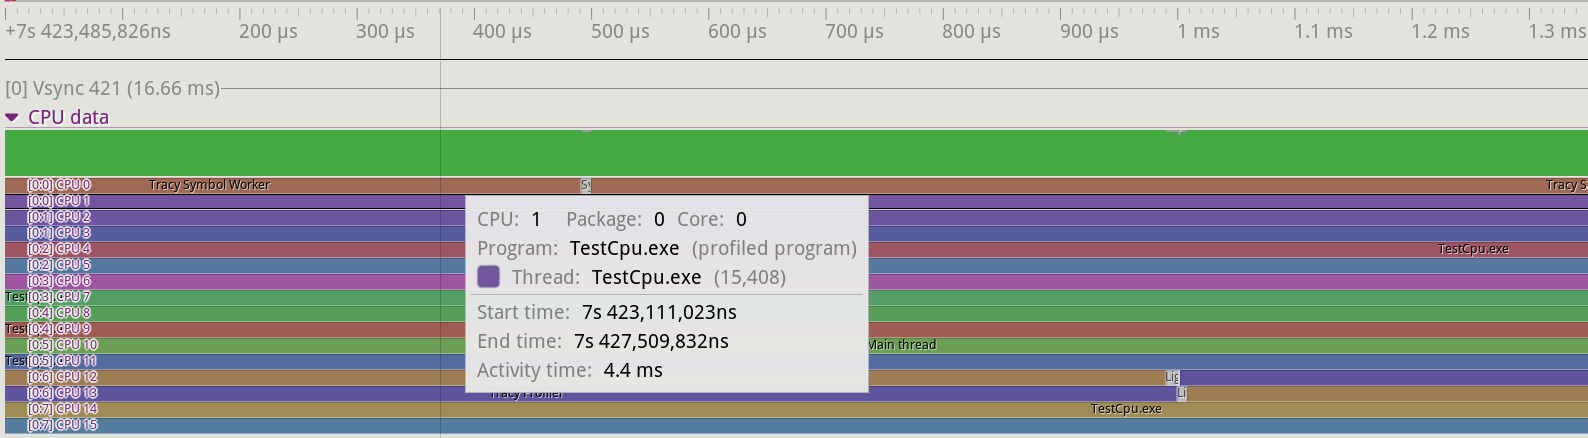 +7s 423,485,826ns 200 µs 300 µs 400 µs 500 µs 600 µs 700 µs 800 µs 900 µs 1 ms 1.1 ms 1.2 ms 1.3 ms
[0] Vsync 421 (16.66 ms)
CPU data
[0:0] CPU 0 Tracy Symbol Worker Sy Tracy S
[0:0] CPU 1
[0:1] CPU 2
[0:1] CPU 3
[0:2] CPU 4 TestCpu.exe
[0:2] CPU 5
[0:3] CPU 6
Test [0:3] CPU 7
[0:4] CPU 8
Test [0:4] CPU 9
[0:5] CPU 10 Main thread
Test [0:5] CPU 11
[0:6] CPU 12 Lig
[0:6] CPU 13 Tracy Profiler Li
[0:7] CPU 14 TestCpu.exe
[0:7] CPU 15
CPU: 1 Package: 0 Core: 0
Program: TestCpu.exe (profiled program)
Thread: TestCpu.exe (15,408)
Start time: 7s 423,111,023ns
End time: 7s 427,509,832ns
Activity time: 4.4 ms